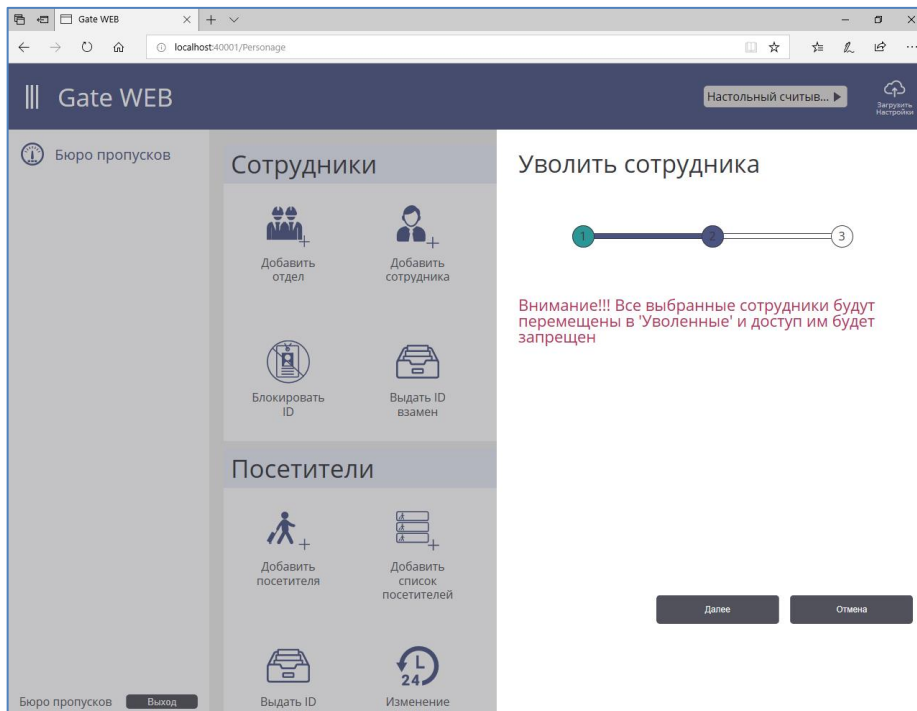 Gate WEB
localhost:40001/Personage
Gate WEB
Настольный считыв...
Загрузить
Настройки
Бюро пропусков
Сотрудники
Добавить
отдел
Добавить
сотрудника
Блокировать
ID
Выдать ID
взамен
Посетители
Добавить
посетителя
Добавить
список
посетителей
24
Выдать ID
Изменение
Уволить сотрудника
1
2
3
Внимание!!! Все выбранные сотрудники будут
перемещены в 'Уволенные' и доступ им будет
запрещен
Далее
Отмена
Бюро пропусков
Выход